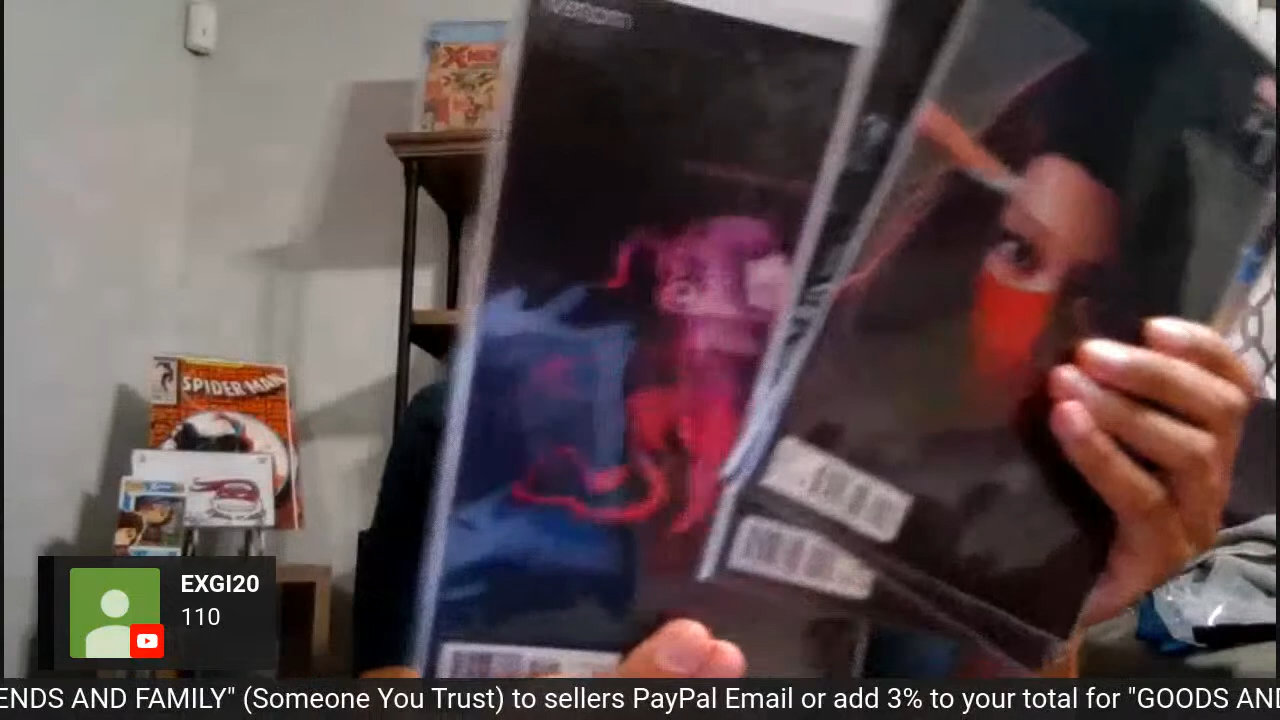 X-MEN
SPIDER-MAN
EXGI20
110
ENDS AND FAMILY" (Someone You Trust) to sellers PayPal Email or add 3% to your total for "GOODS AND